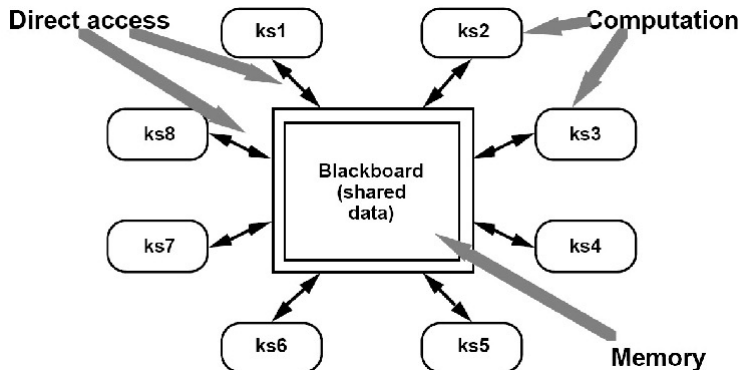 Direct access
ks1
ks2
Computation
ks8
ks3
Blackboard
(shared
data)
ks7
ks4
ks6
ks5
Memory